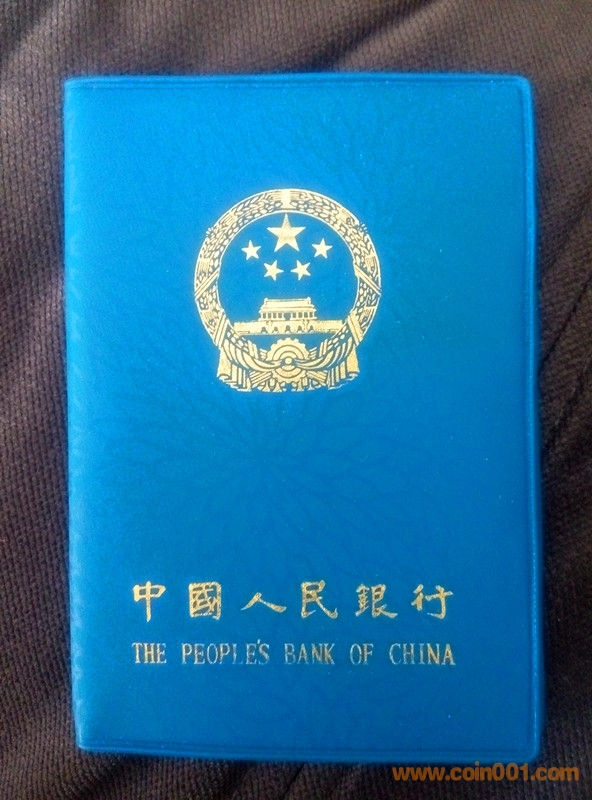 中國人民銀行
THE PEOPLE'S BANK OF CHINA
www.coin001.com